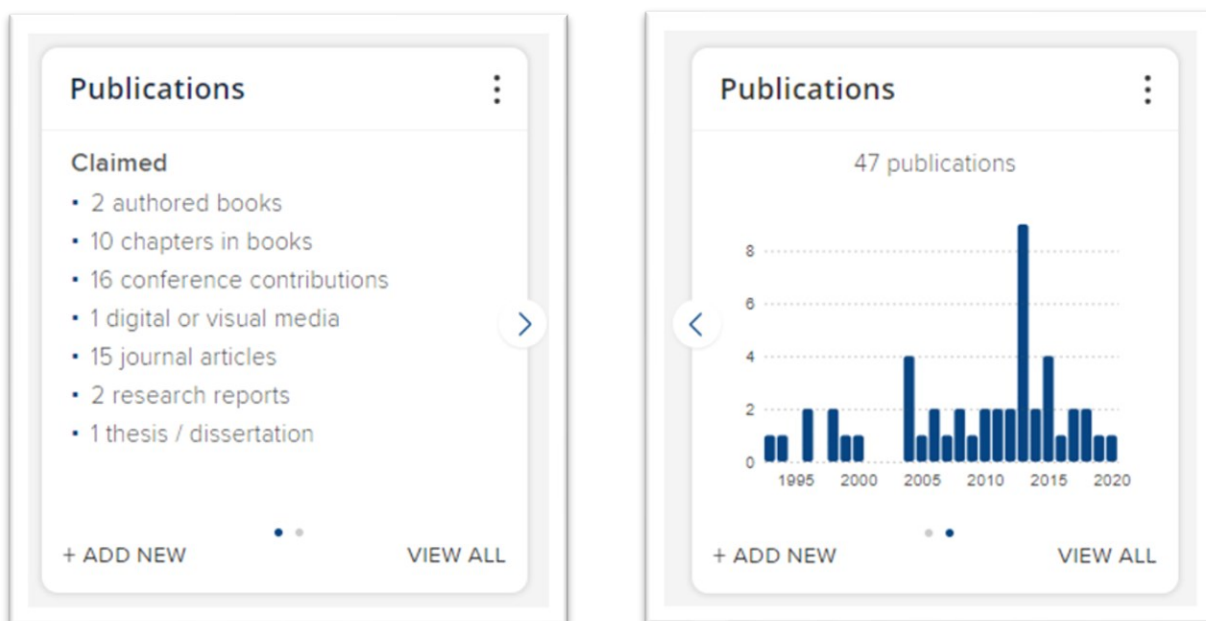 Publications
Claimed
2 authored books
10 chapters in books
16 conference contributions
1 digital or visual media
15 journal articles
2 research reports
1 thesis / dissertation
+ ADD NEW VIEW ALL
Publications
47 publications
8
6
4
2
0
1995 2000 2005 2010 2015 2020
+ ADD NEW VIEW ALL